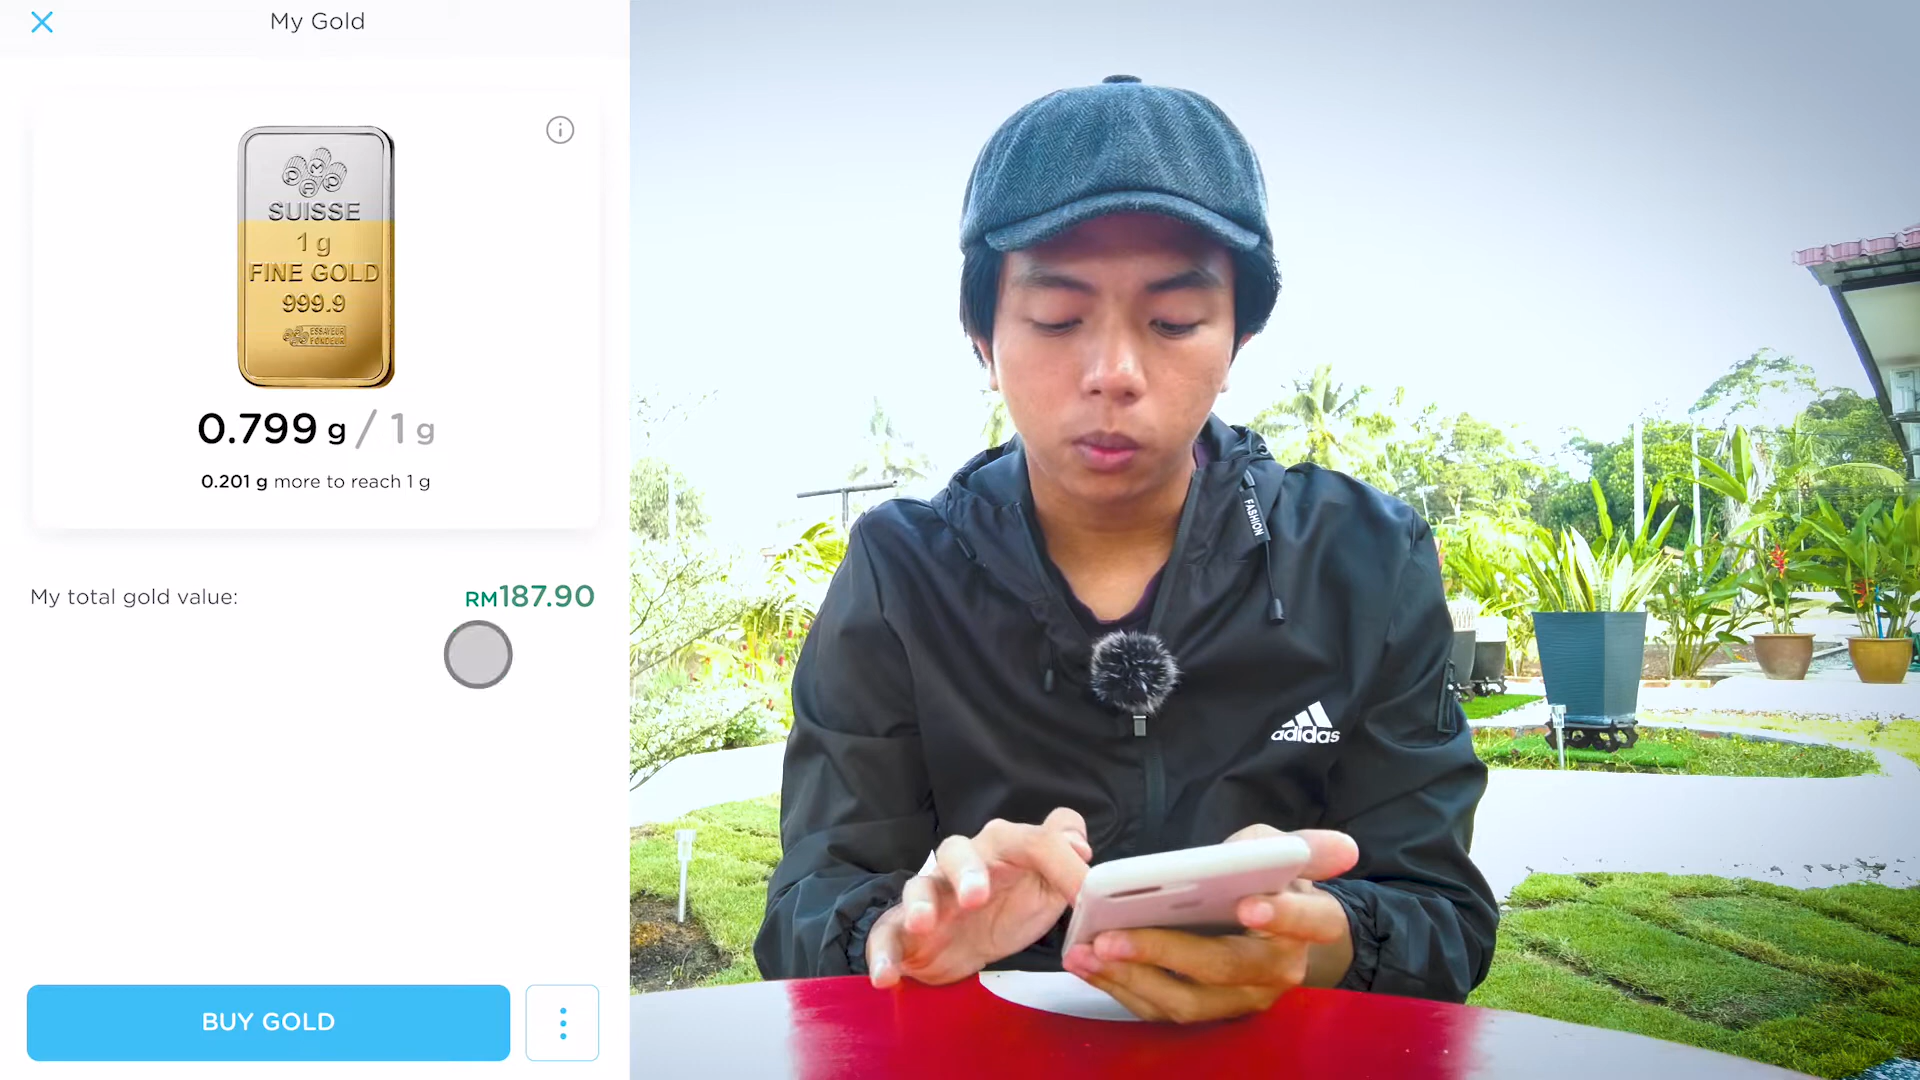 My Gold
PAMP
SUISSE
1 g
FINE GOLD
999.9
ESSAYEUR
FONDEUR
0.799 g / 1 g
0.201 g more to reach 1 g
My total gold value:
RM187.90
BUY GOLD
FASHION
adidas